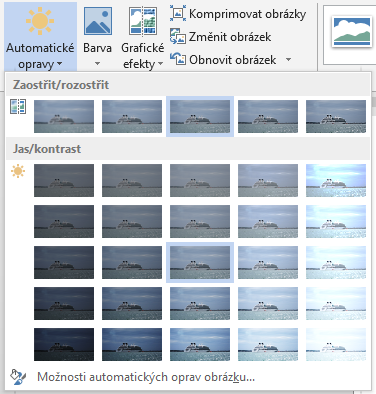 Automatické opravy
Barva
Grafické efekty
Komprimovat obrázky
Změnit obrázek
Obnovit obrázek
Zaostřit/rozostřit
Jas/kontrast
Možnosti automatických oprav obrázku...